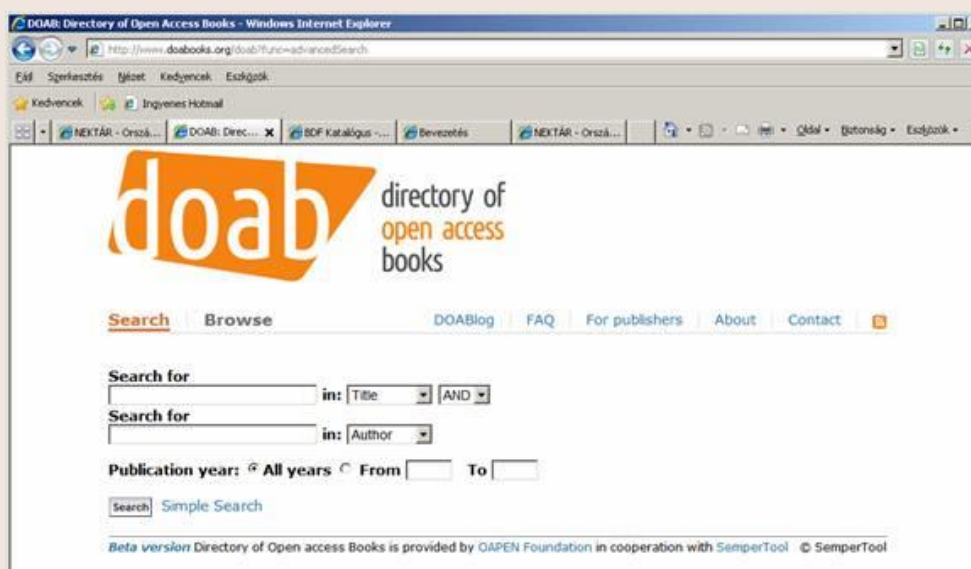 DOAB: Directory of Open Access Books - Windows Internet Explorer
http://www.doabooks.org/doab?func=advancedSearch
Fájl Szerkesztés Nézet Kedvencek Eszközök
Kedvencek Ingyenes Hotmail
NEKTÁR - Orszá... DOAB: Direc... X BDF Katalógus -... Bevezetés NEKTÁR - Orszá... Oldal Biztonság Eszközök
doab directory of
open access
books
Search Browse DOABlog FAQ For publishers About Contact
Search for
in: Title AND
Search for
in: Author
Publication year: All years From To
Search Simple Search
Beta version Directory of Open access Books is provided by OAPEN Foundation in cooperation with SemperTool © SemperTool